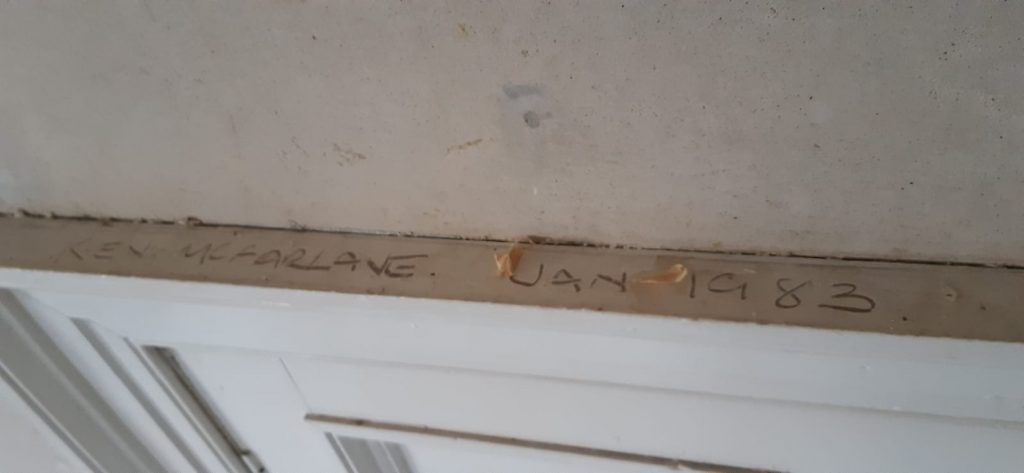 KEN MCFARLANE. JAN 1983